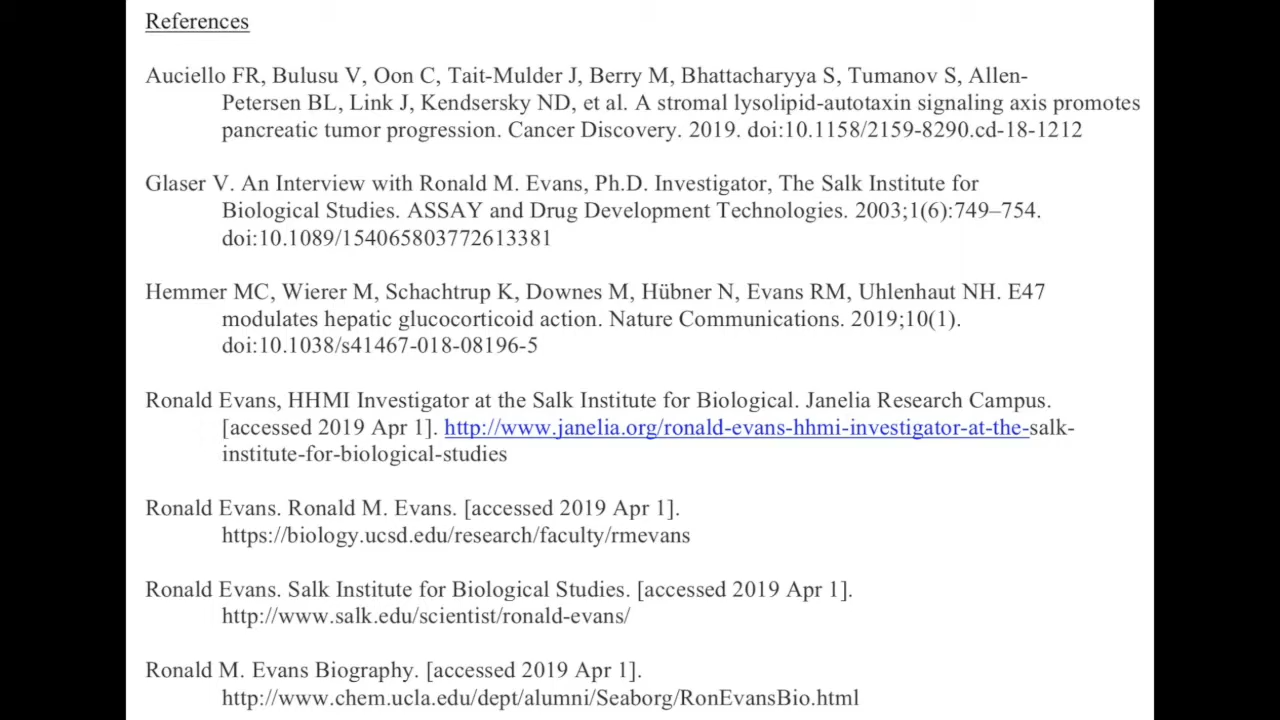 References
Auciello FR, Bulusu V, Oon C, Tait-Mulder J, Berry M, Bhattacharyya S, Tumanov S, Allen-
Petersen BL, Link J, Kendsersky ND, et al. A stromal lysolipid-autotaxin signaling axis promotes
pancreatic tumor progression. Cancer Discovery. 2019. doi:10.1158/2159-8290.cd-18-1212
Glaser V. An Interview with Ronald M. Evans, Ph.D. Investigator, The Salk Institute for
Biological Studies. ASSAY and Drug Development Technologies. 2003;1(6):749–754.
doi:10.1089/154065803772613381
Hemmer MC, Wierer M, Schachtrup K, Downes M, Hübner N, Evans RM, Uhlenhaut NH. E47
modulates hepatic glucocorticoid action. Nature Communications. 2019;10(1).
doi:10.1038/s41467-018-08196-5
Ronald Evans, HHMI Investigator at the Salk Institute for Biological. Janelia Research Campus.
[accessed 2019 Apr 1]. http://www.janelia.org/ronald-evans-hhmi-investigator-at-the-salk-
institute-for-biological-studies
Ronald Evans. Ronald M. Evans. [accessed 2019 Apr 1].
https://biology.ucsd.edu/research/faculty/rmevans
Ronald Evans. Salk Institute for Biological Studies. [accessed 2019 Apr 1].
http://www.salk.edu/scientist/ronald-evans/
Ronald M. Evans Biography. [accessed 2019 Apr 1].
http://www.chem.ucla.edu/dept/alumni/Seaborg/RonEvansBio.html